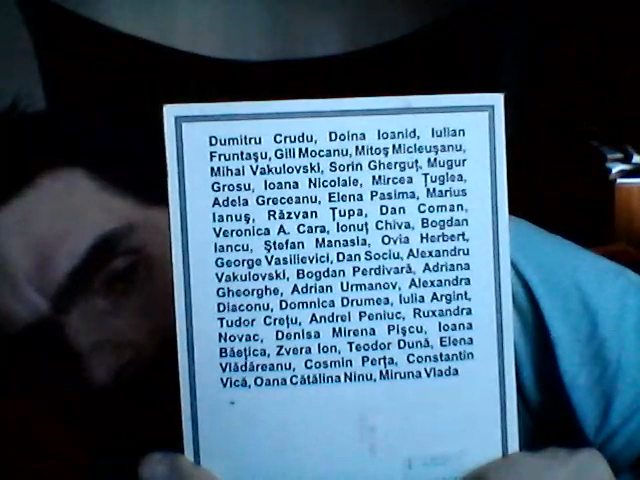 Dumitru Crudu, Doina Ioanid, Iulian
Fruntaşu, Gili Mocanu, Mitoş Micleuşanu,
Mihai Vakulovski, Sorin Gherguţ, Mugur
Grosu, Ioana Nicolaie, Mircea Ţuglea,
Adela Greceanu, Elena Pasima, Marius
Ianuş, Răzvan Ţupa, Dan Coman,
Veronica A. Cara, Ionuţ Chiva, Bogdan
Iancu, Ştefan Manasia, Ovia Herbert,
George Vasilievici, Dan Sociu, Alexandru
Vakulovski, Bogdan Perdivară, Adriana
Gheorghe, Adrian Urmanov, Alexandra
Diaconu, Domnica Drumea, Iulia Argint,
Tudor Creţu, Andrei Peniuc, Ruxandra
Novac, Denisa Mirena Pişcu, Ioana
Băeţica, Zvera Ion, Teodor Dună, Elena
Vlădăreanu, Cosmin Perţa, Constantin
Vică, Oana Cătălina Ninu, Miruna Vlada